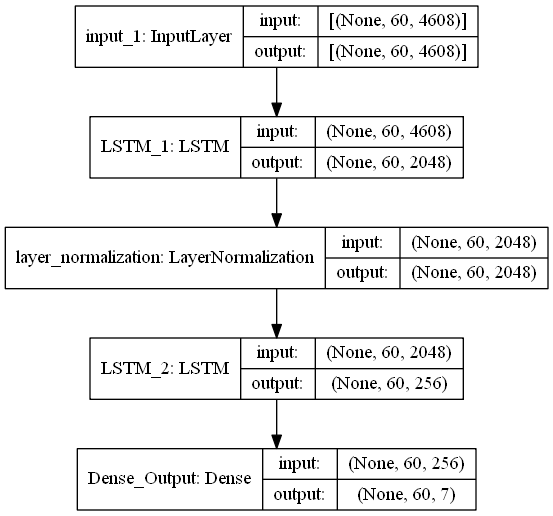 input_1: InputLayer
input:
[(None, 60, 4608)]
output:
[(None, 60, 4608)]
LSTM_1: LSTM
input:
(None, 60, 4608)
output:
(None, 60, 2048)
layer_normalization: LayerNormalization
input:
(None, 60, 2048)
output:
(None, 60, 2048)
LSTM_2: LSTM
input:
(None, 60, 2048)
output:
(None, 60, 256)
Dense_Output: Dense
input:
(None, 60, 256)
output:
(None, 60, 7)